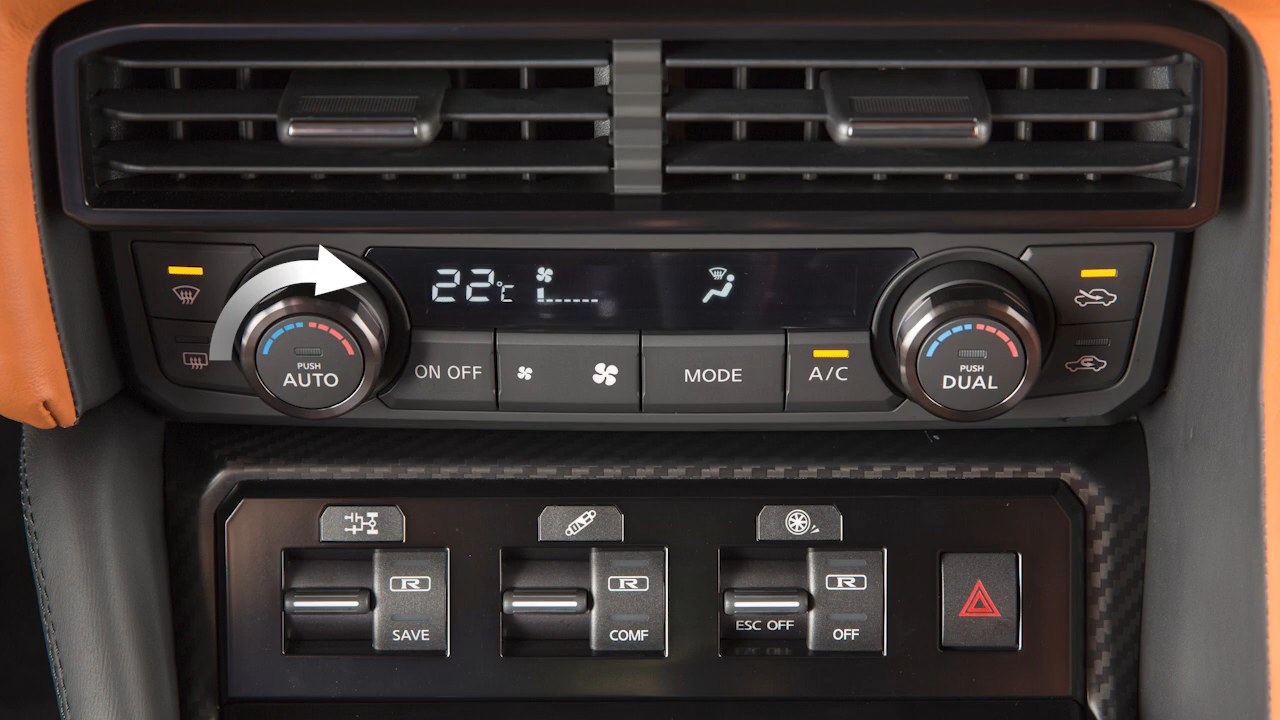 22°C
PUSH
AUTO
ON OFF
MODE
A/C
PUSH
DUAL
R
SAVE
R
COMF
ESC OFF
R
OFF